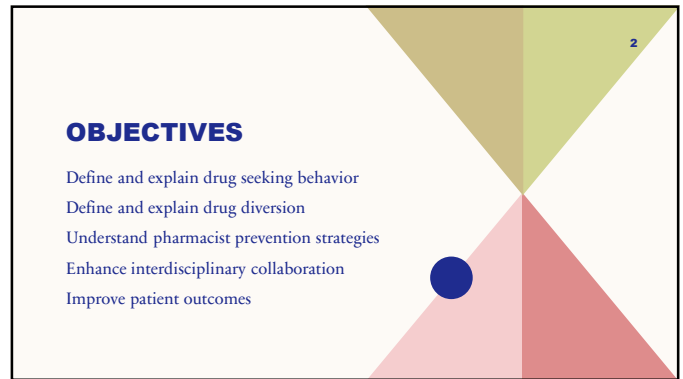 2
OBJECTIVES
Define and explain drug seeking behavior
Define and explain drug diversion
Understand pharmacist prevention strategies
Enhance interdisciplinary collaboration
Improve patient outcomes